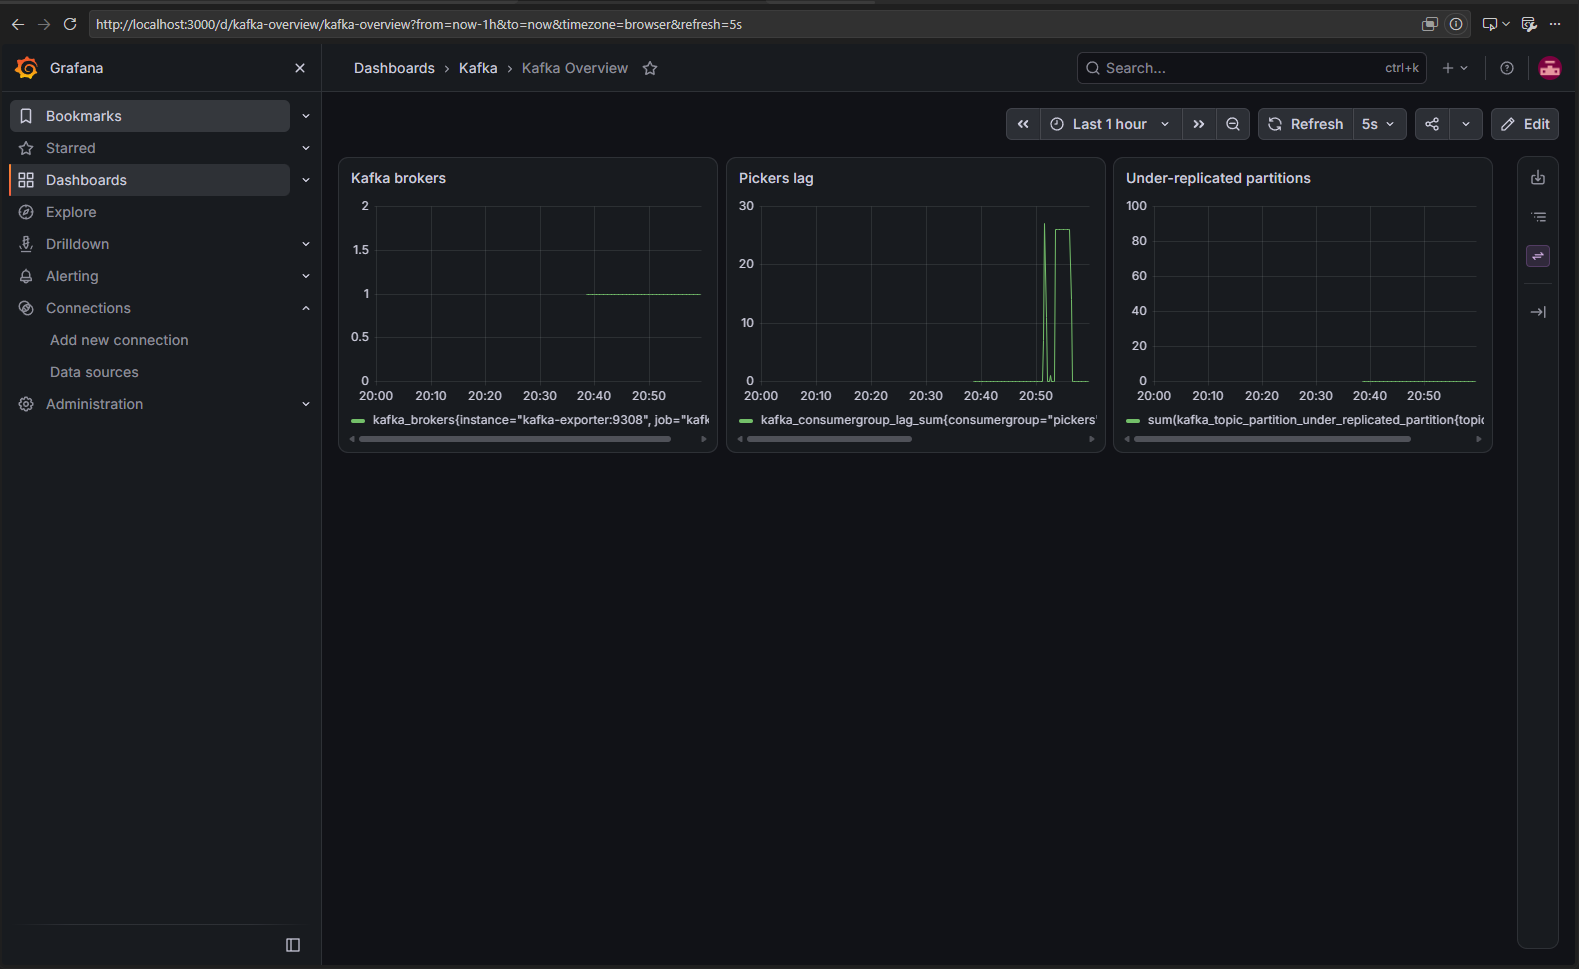 http://localhost:3000/d/kafka-overview/kafka-overview?from=now-1h&to=now&timezone=browser&refresh=5s
Grafana
Dashboards › Kafka › Kafka Overview
Search... ctrl+k
Bookmarks
Starred
Dashboards
Explore
Drilldown
Alerting
Connections
Add new connection
Data sources
Administration
Last 1 hour
Refresh 5s
Edit
Kafka brokers
2
1.5
1
0.5
0
20:00 20:10 20:20 20:30 20:40 20:50
kafka_brokers{instance="kafka-exporter:9308", job="kafk
Pickers lag
30
20
10
0
20:00 20:10 20:20 20:30 20:40 20:50
kafka_consumergroup_lag_sum{consumergroup="pickers"
Under-replicated partitions
100
80
60
40
20
0
20:00 20:10 20:20 20:30 20:40 20:50
sum(kafka_topic_partition_under_replicated_partition{topic